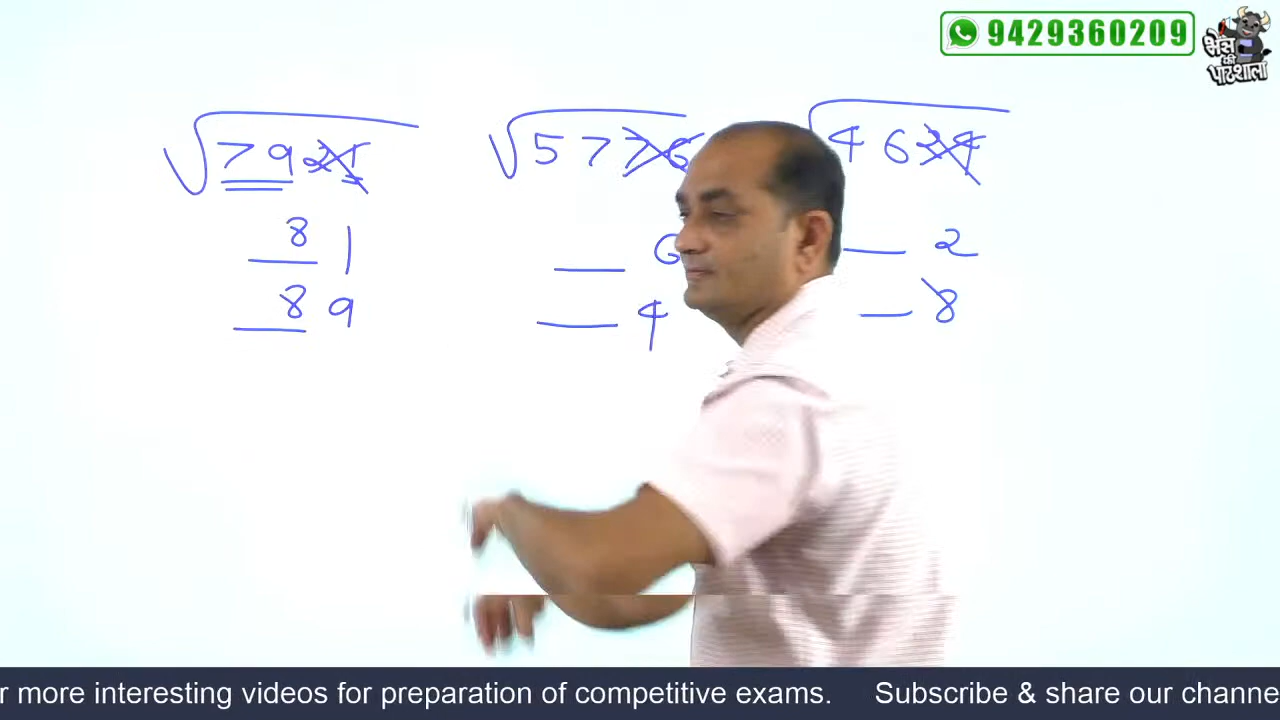 9429360209
भैंस
की
पाठशाला
√7921 √5776 √4624
8 1 6 2
8 9 4 8
r more interesting videos for preparation of competitive exams. Subscribe & share our channe